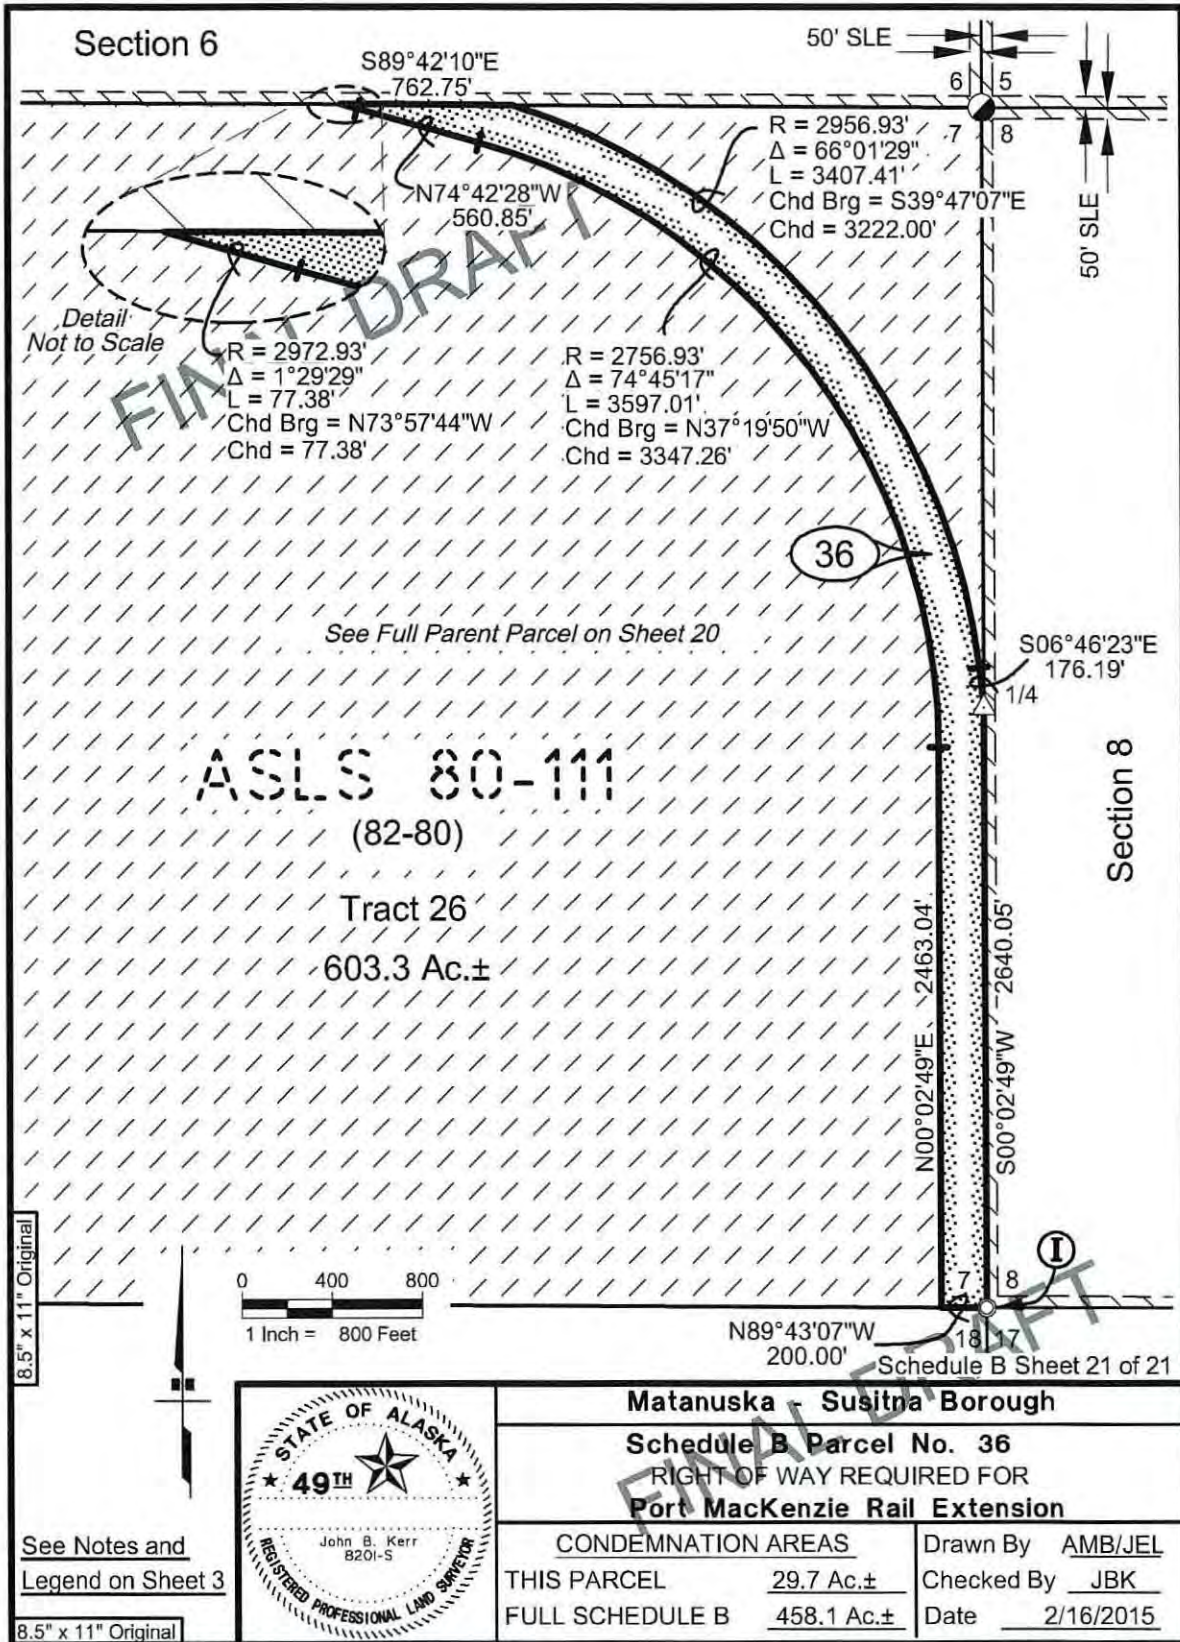 Section 6
50' SLE
S89°42'10"E
762.75'
6 5
7 8
50' SLE
R = 2956.93'
Δ = 66°01'29"
L = 3407.41'
Chd Brg = S39°47'07"E
Chd = 3222.00'
N74°42'28"W
560.85'
FINAL DRAFT
Detail
Not to Scale
R = 2972.93'
Δ = 1°29'29"
L = 77.38'
Chd Brg = N73°57'44"W
Chd = 77.38'
R = 2756.93'
Δ = 74°45'17"
L = 3597.01'
Chd Brg = N37°19'50"W
Chd = 3347.26'
36
See Full Parent Parcel on Sheet 20
S06°46'23"E
176.19'
1/4
ASLS 80-111
(82-80)
Tract 26
603.3 Ac.±
Section 8
N00°02'49"E 2463.04'
S00°02'49"W 2640.05'
I
7 8
18 17
N89°43'07"W
200.00'
0 400 800
1 Inch = 800 Feet
8.5" x 11" Original
Schedule B Sheet 21 of 21
FINAL DRAFT
See Notes and
Legend on Sheet 3
8.5" x 11" Original
STATE OF ALASKA
49TH
John B. Kerr
8201-S
REGISTERED PROFESSIONAL LAND SURVEYOR
Matanuska - Susitna Borough
Schedule B Parcel No. 36
RIGHT OF WAY REQUIRED FOR
Port MacKenzie Rail Extension
CONDEMNATION AREAS
THIS PARCEL 29.7 Ac.±
FULL SCHEDULE B 458.1 Ac.±
Drawn By AMB/JEL
Checked By JBK
Date 2/16/2015